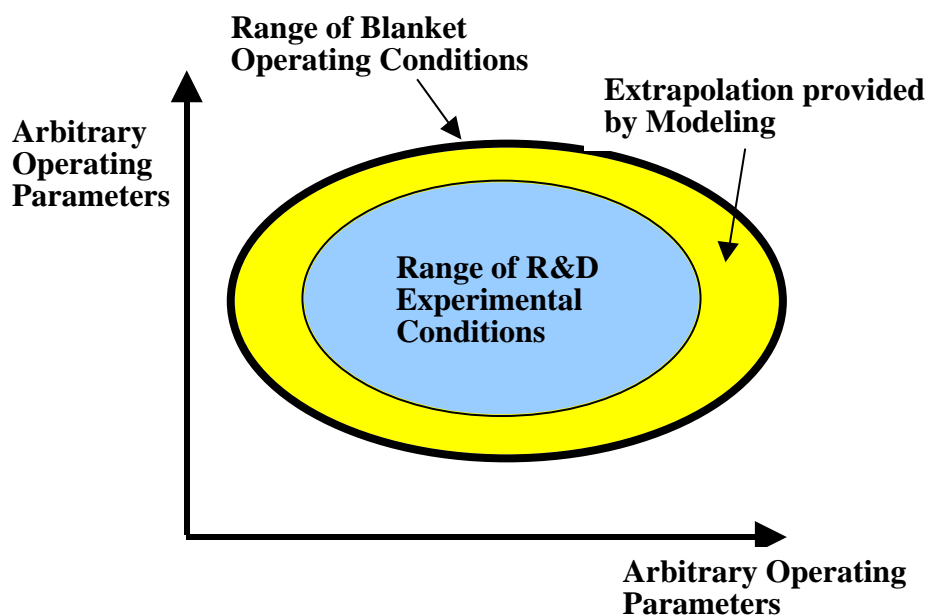 Range of Blanket
Operating Conditions
Extrapolation provided
by Modeling
Arbitrary
Operating
Parameters
Range of R&D
Experimental
Conditions
Arbitrary Operating
Parameters